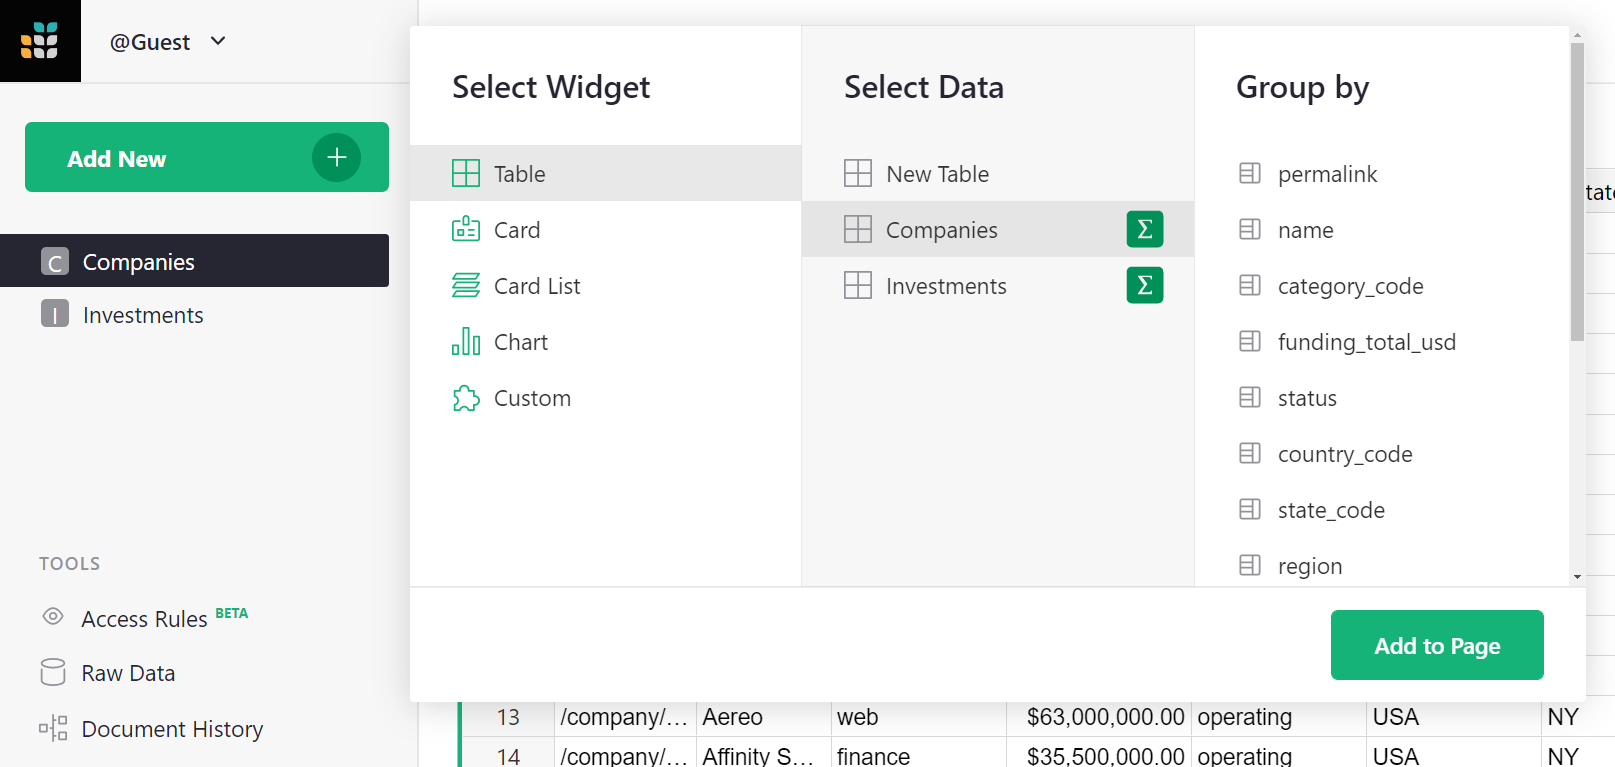 @Guest
Add New
C Companies
I Investments
TOOLS
Access Rules BETA
Raw Data
Document History
Select Widget
Table
Card
Card List
Chart
Custom
Select Data
New Table
Companies Σ
Investments Σ
Group by
permalink
name
category_code
funding_total_usd
status
country_code
state_code
region
Add to Page
tate
13 /company/... Aereo web $63,000,000.00 operating USA NY
14 /company/... Affinity S... finance $35,500,000.00 operating USA NY